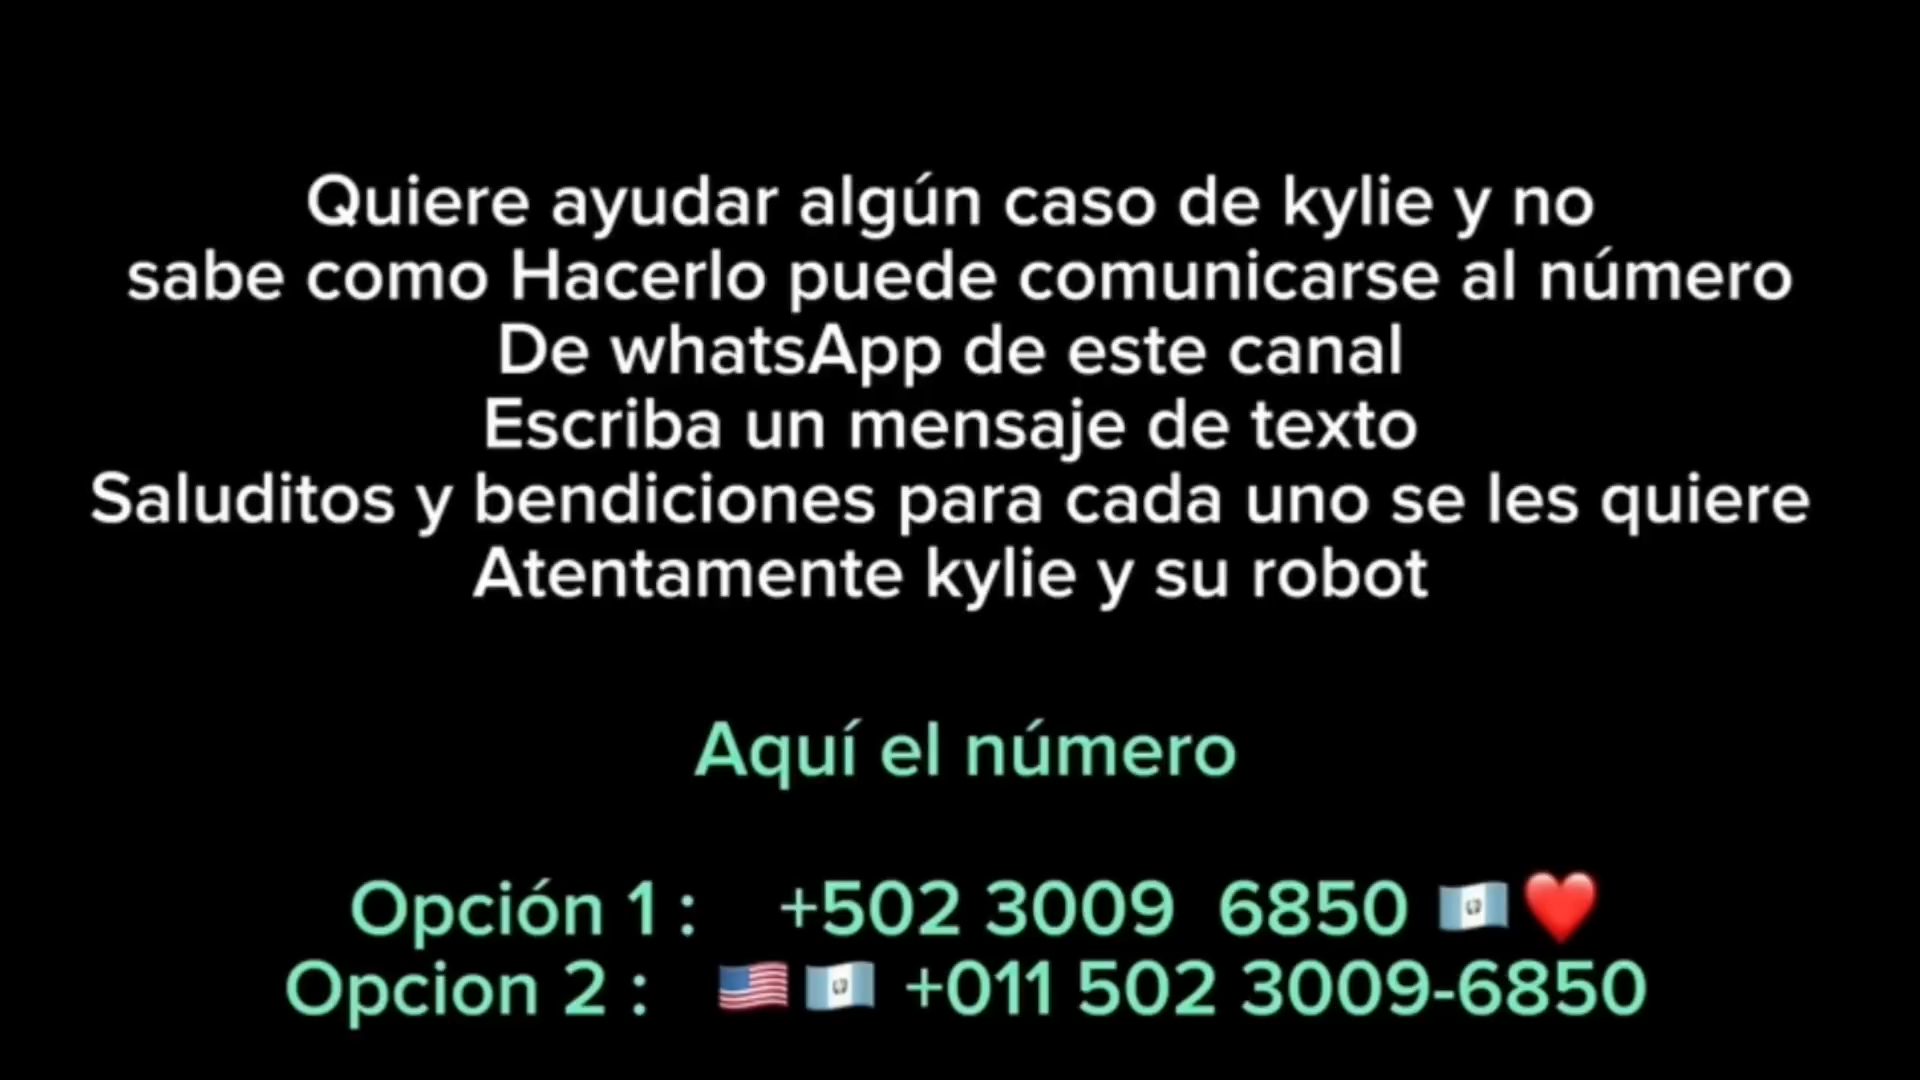 Quiere ayudar algún caso de kylie y no
sabe como Hacerlo puede comunicarse al número
De whatsApp de este canal
Escriba un mensaje de texto
Saluditos y bendiciones para cada uno se les quiere
Atentamente kylie y su robot
Aquí el número
Opción 1 : +502 3009 6850 🇬🇹❤️
Opcion 2 : 🇺🇸🇬🇹 +011 502 3009-6850